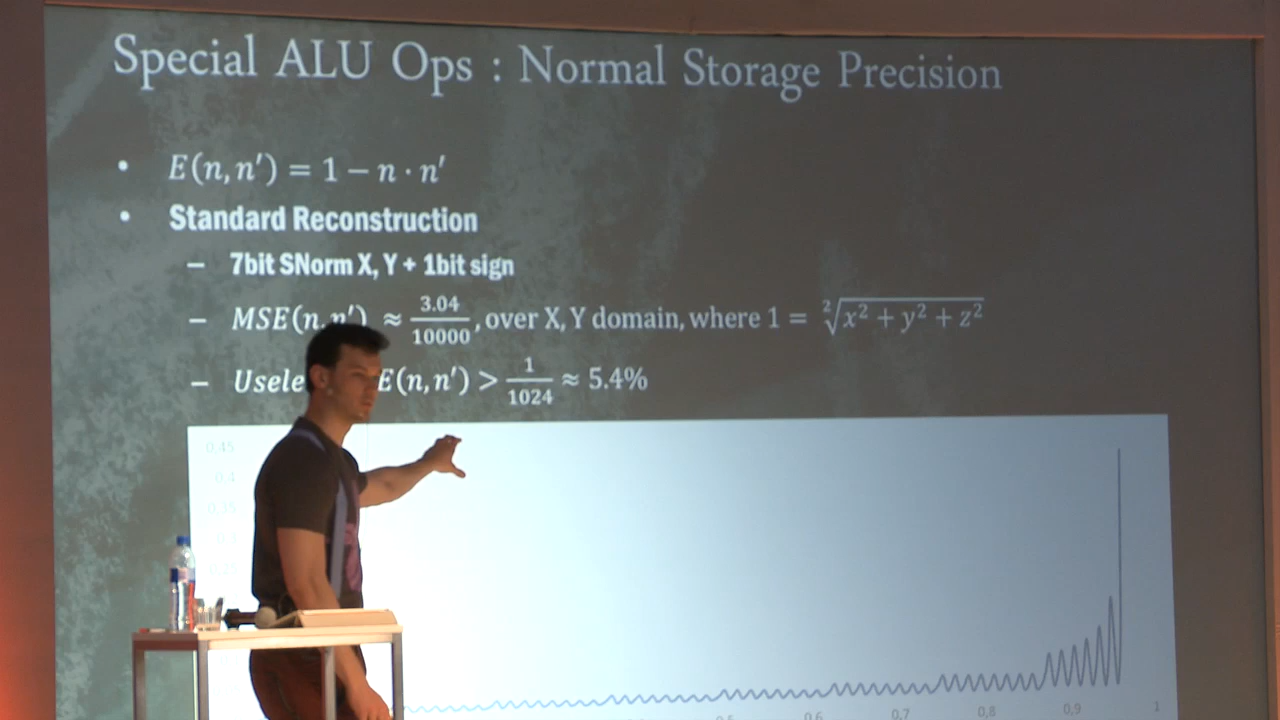 Special ALU Ops : Normal Storage Precision
• E(n, n′) = 1 − n · n′
• Standard Reconstruction
– 7bit SNorm X, Y + 1bit sign
– MSE(n, n′) ≈ 3.04/10000, over X, Y domain, where 1 = ²√x² + y² + z²
– E(n, n′) > 1/1024 ≈ 5.4%
0,45
0,4
0,35
0,6
0,7
0,8
0,9
1